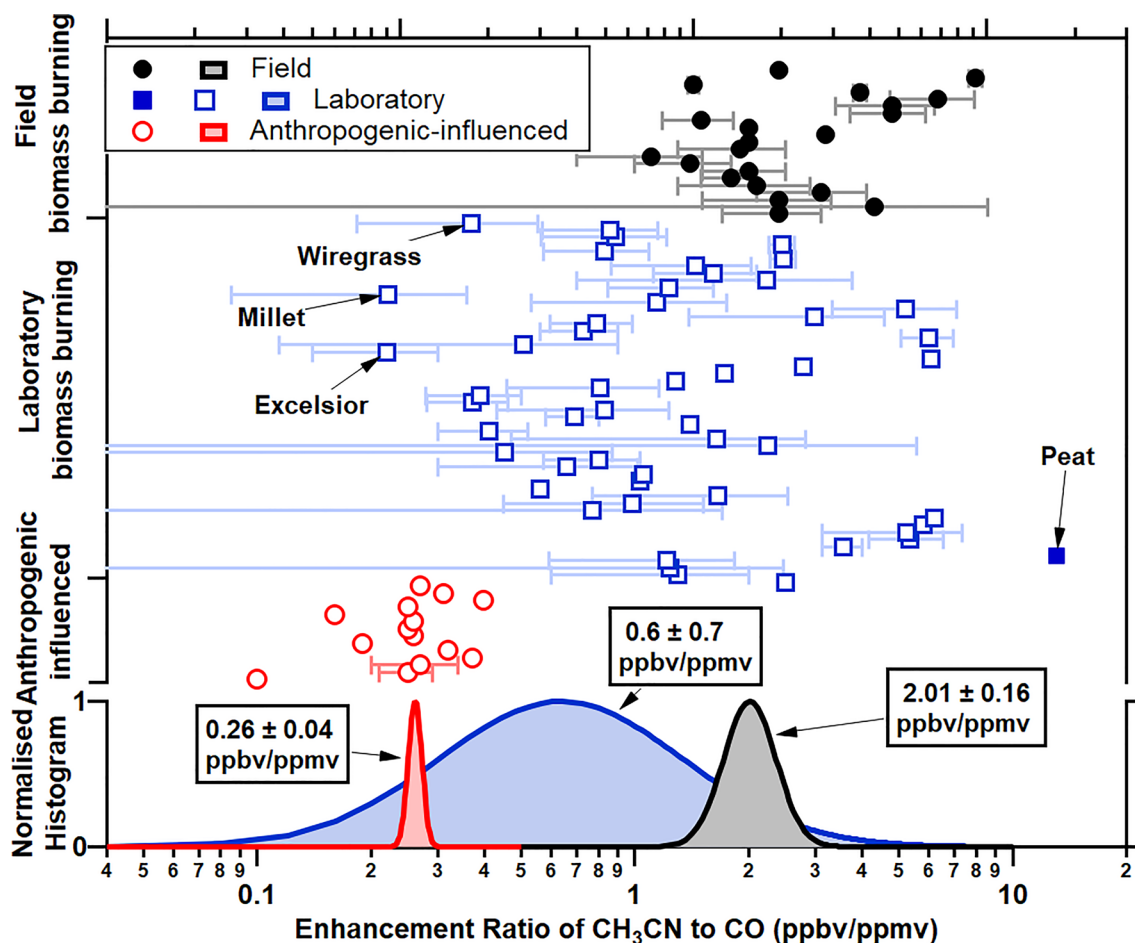 Field
biomass burning
Laboratory
biomass burning
Anthropogenic
influenced
Normalised
Histogram
Field
Laboratory
Anthropogenic-influenced
Wiregrass
Millet
Excelsior
Peat
0.6 ± 0.7
ppbv/ppmv
2.01 ± 0.16
ppbv/ppmv
0.26 ± 0.04
ppbv/ppmv
1
0
4 5 6 7 8 9 2 3 4 5 6 7 8 9 2 3 4 5 6 7 8 9 2
0.1 1 10
Enhancement Ratio of CH₃CN to CO (ppbv/ppmv)